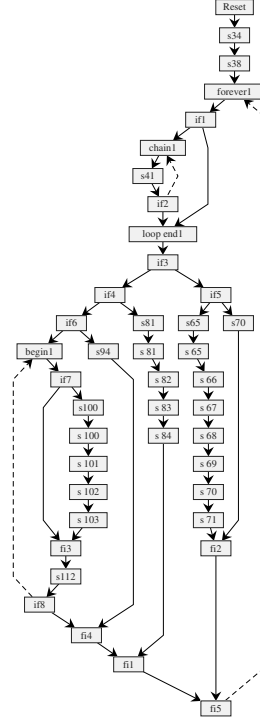 Reset
s34
s38
forever1
if1
chain1
s41
if2
loop end1
if3
if4
if5
if6
s81
s65
s70
begin1
s94
s 81
s 65
if7
s 82
s 66
s100
s 83
s 67
s 100
s 84
s 68
s 101
s 69
s 102
s 70
s 103
s 71
fi3
fi2
s112
if8
fi4
fi1
fi5